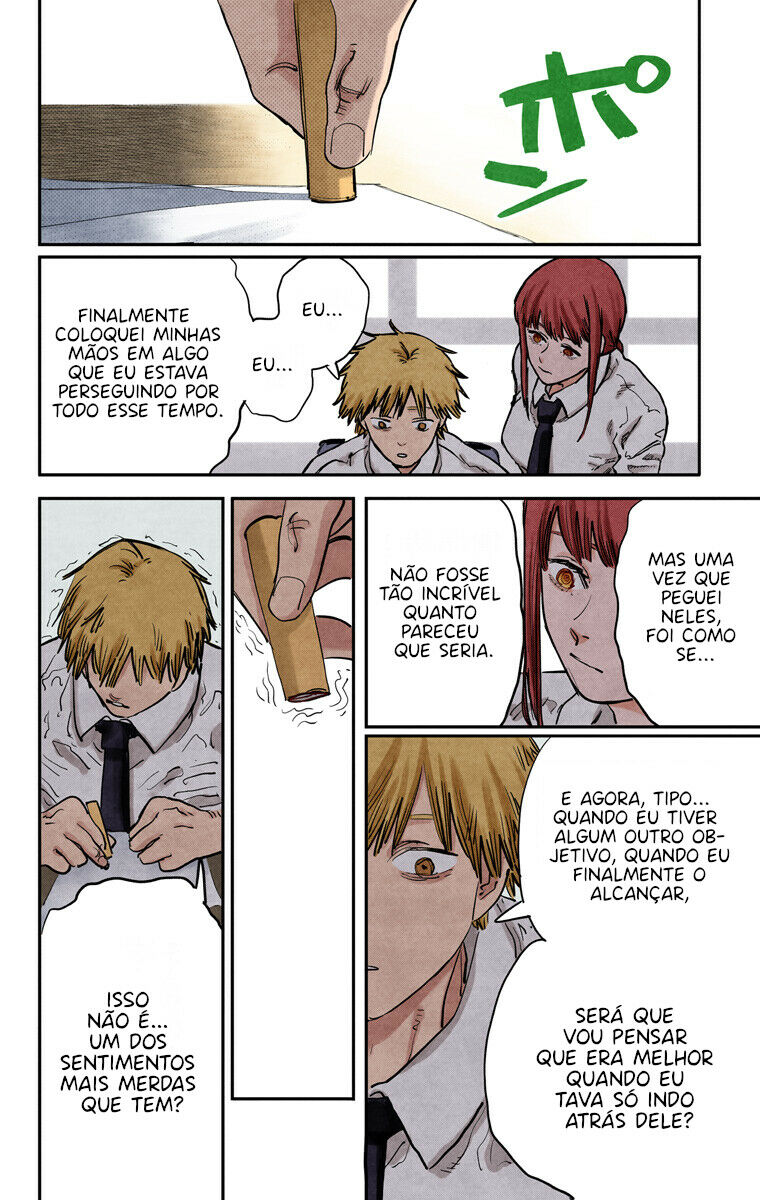 ポン
EU...
EU...
FINALMENTE
COLOQUEI MINHAS
MÃOS EM ALGO
QUE EU ESTAVA
PERSEGUINDO POR
TODO ESSE TEMPO.
MAS UMA
VEZ QUE
PEGUEI
NELES,
FOI COMO
SE...
NÃO FOSSE
TÃO INCRÍVEL
QUANTO
PARECEU
QUE SERIA.
E AGORA, TIPO...
QUANDO EU TIVER
ALGUM OUTRO OB-
JETIVO, QUANDO EU
FINALMENTE O
ALCANÇAR,
SERÁ QUE
VOU PENSAR
QUE ERA MELHOR
QUANDO EU
TAVA SÓ INDO
ATRÁS DELE?
ISSO
NÃO É...
UM DOS
SENTIMENTOS
MAIS MERDAS
QUE TEM?